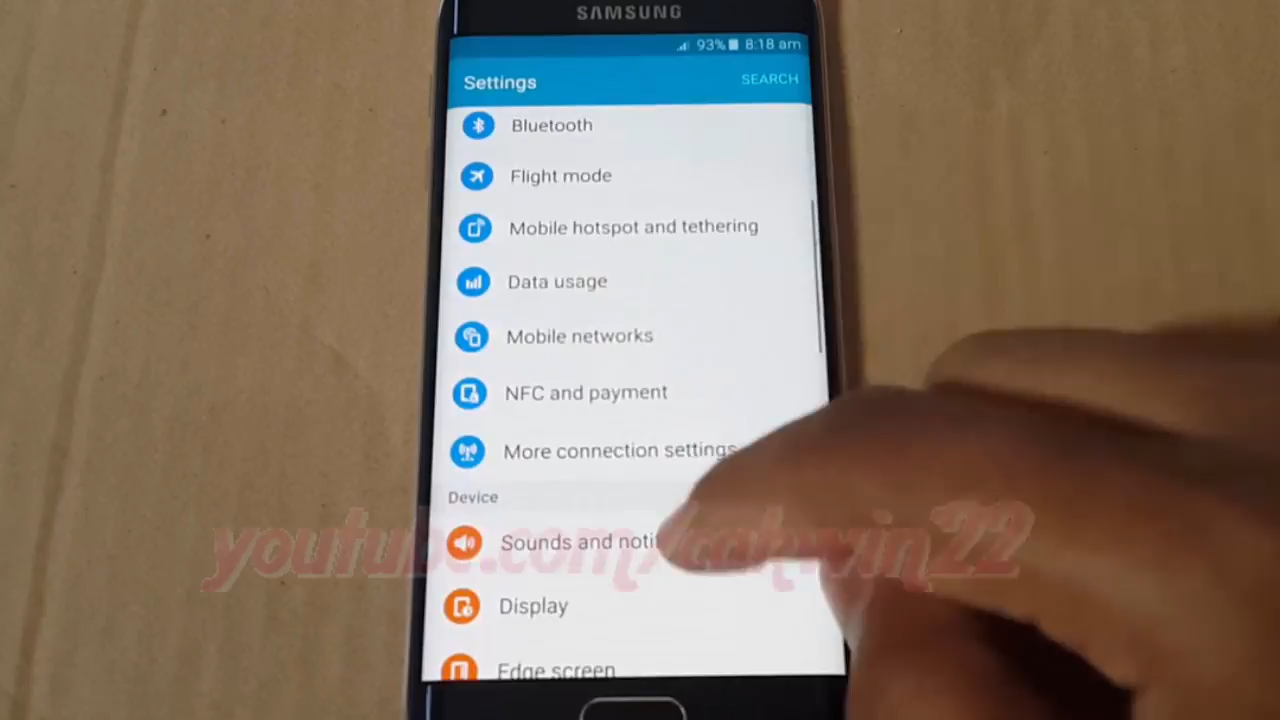 SAMSUNG
93% 8:18 am
Settings SEARCH
Bluetooth
Flight mode
Mobile hotspot and tethering
Data usage
Mobile networks
NFC and payment
More connection settings
Device
Sounds and noti
Display
Edge screen